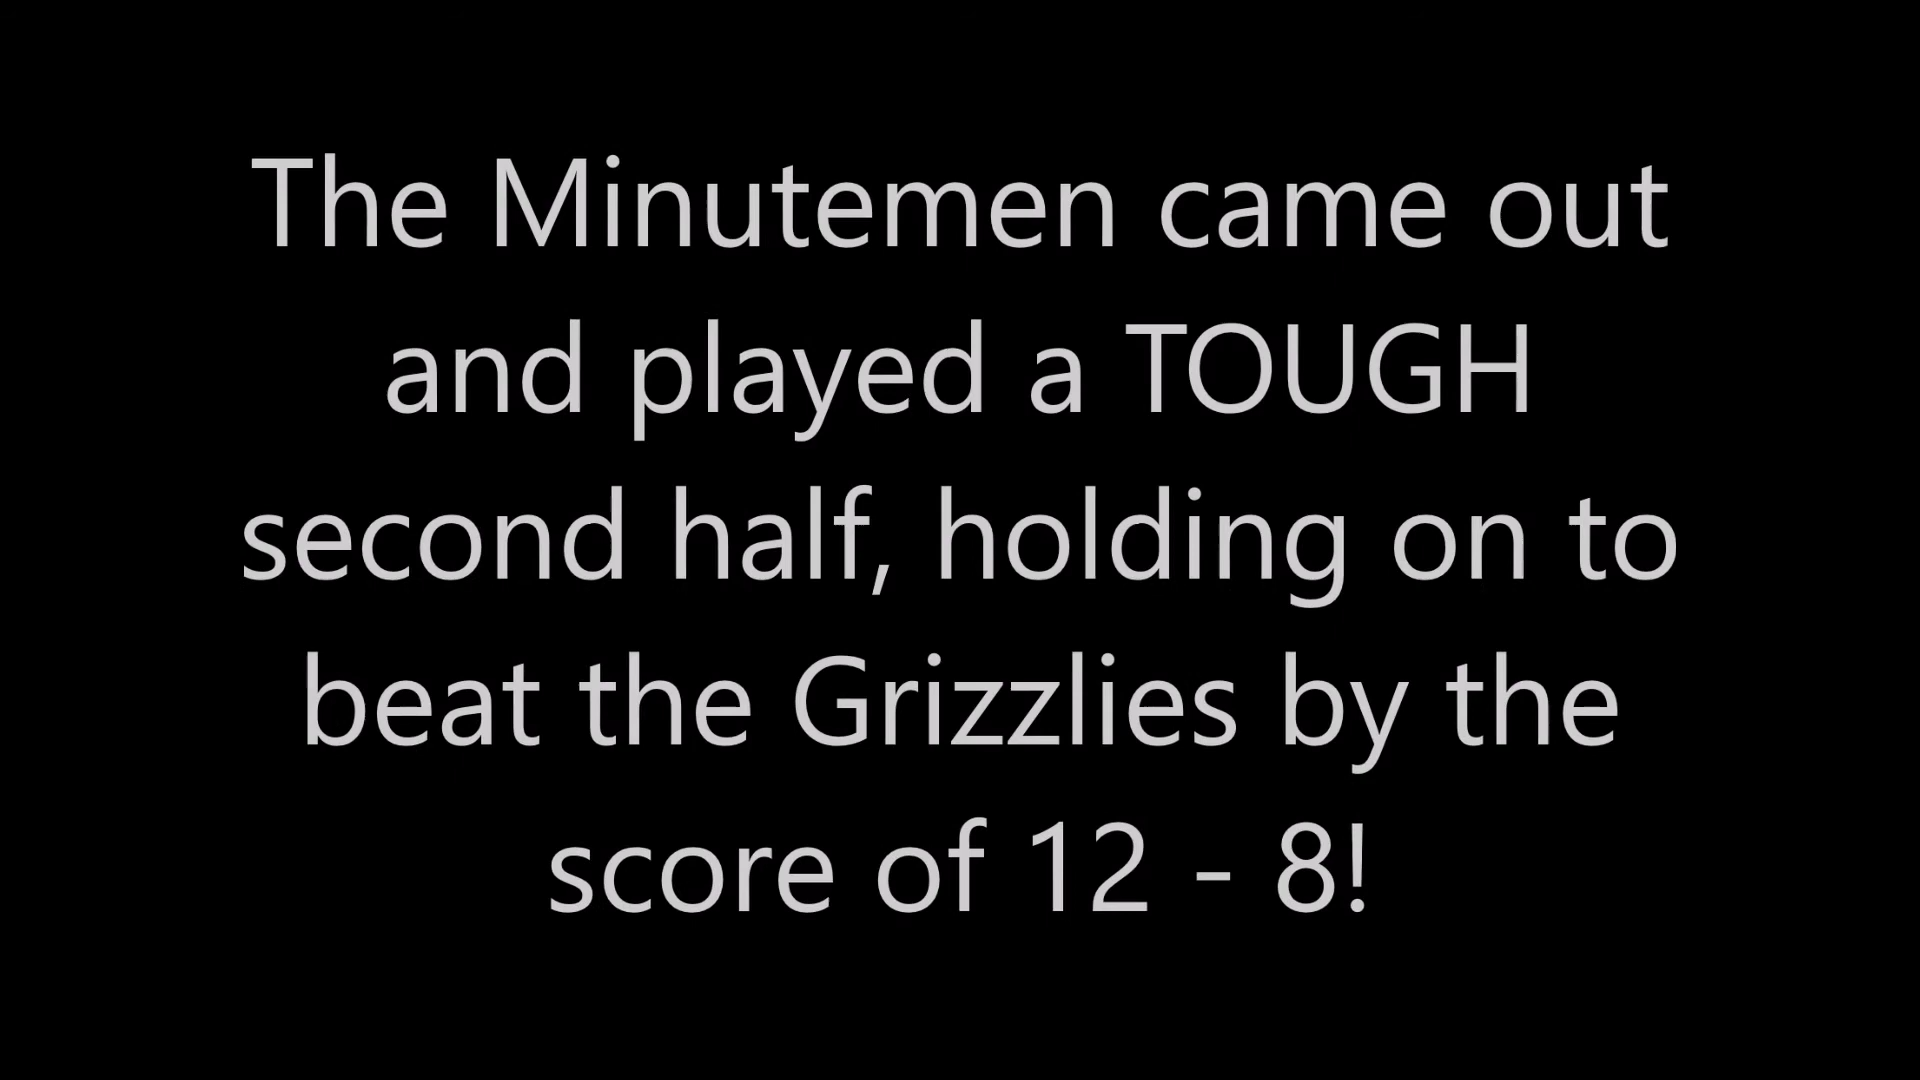 The Minutemen came out
and played a TOUGH
second half, holding on to
beat the Grizzlies by the
score of 12 - 8!